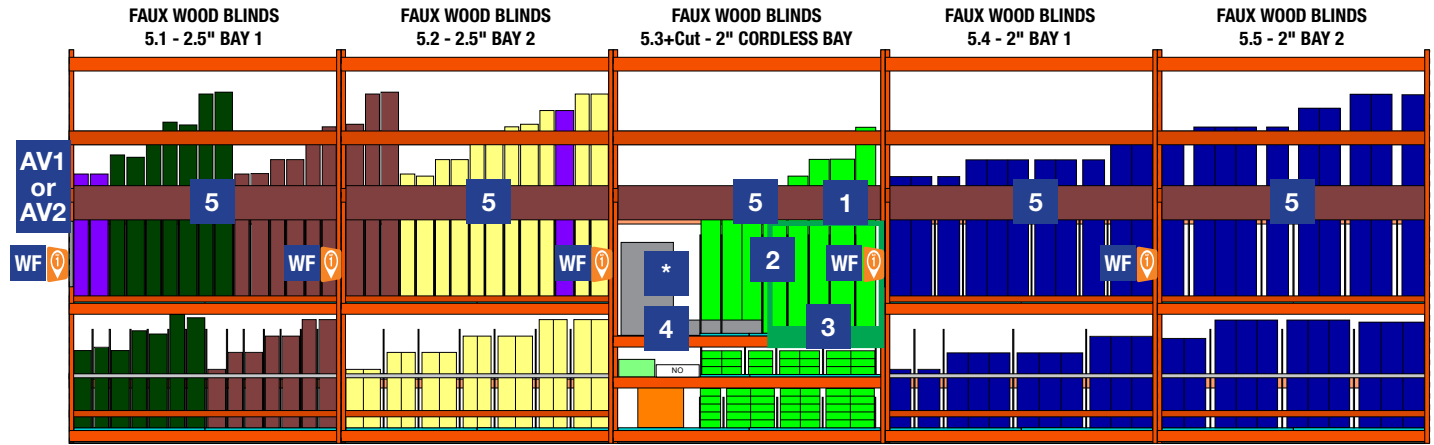 FAUX WOOD BLINDS
5.1 - 2.5" BAY 1
FAUX WOOD BLINDS
5.2 - 2.5" BAY 2
FAUX WOOD BLINDS
5.3+Cut - 2" CORDLESS BAY
FAUX WOOD BLINDS
5.4 - 2" BAY 1
FAUX WOOD BLINDS
5.5 - 2" BAY 2
AV1
or
AV2
5
5
5
1
5
5
WF
WF
WF
*
2
WF
WF
4
3
NO